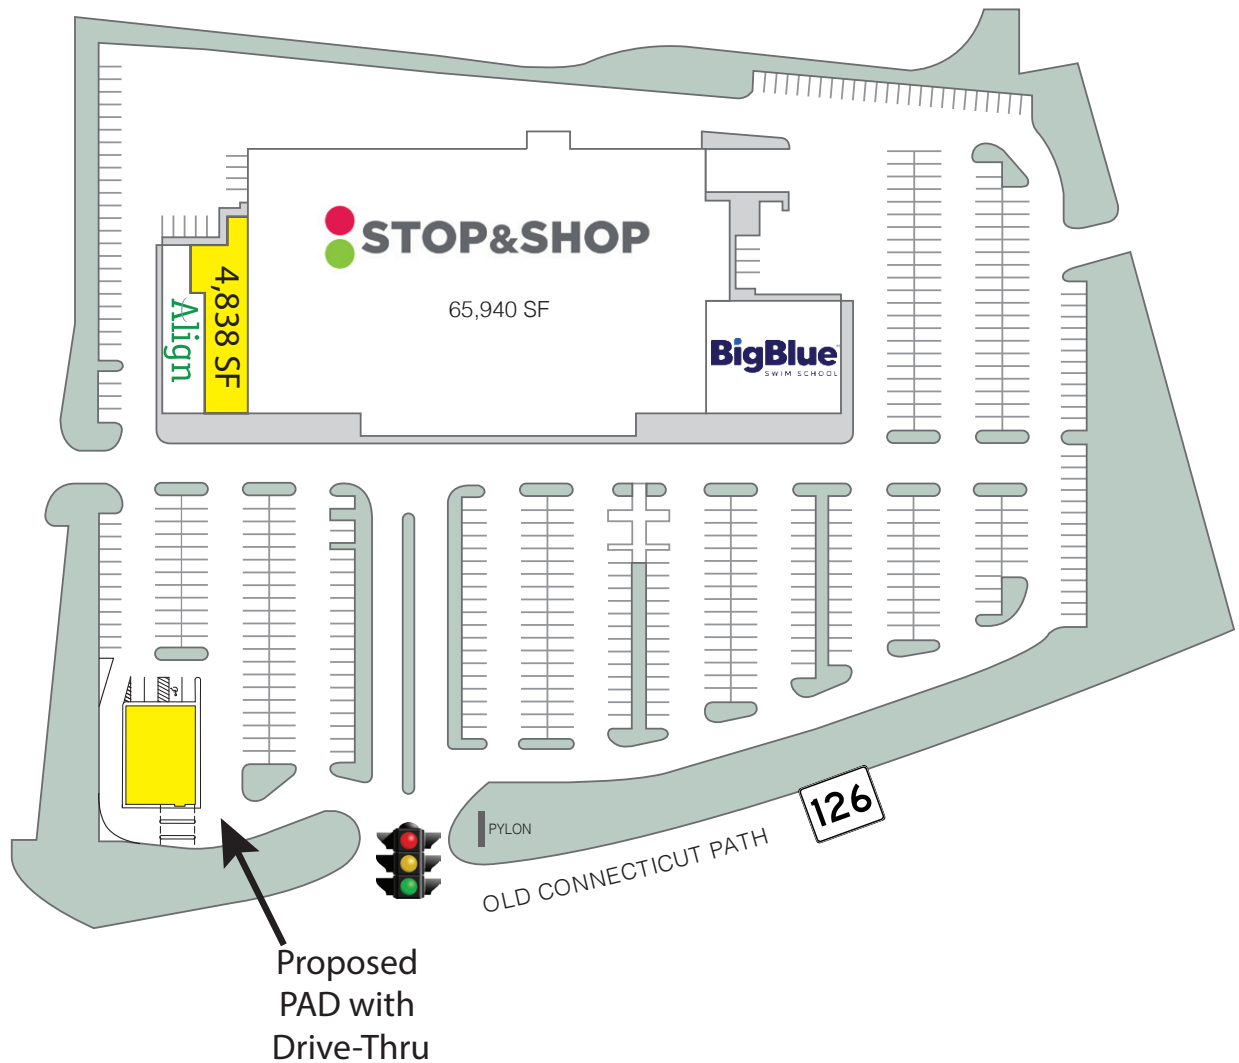 STOP&SHOP
65,940 SF
4,838 SF
Align
BigBlue
SWIM SCHOOL
PYLON
126
OLD CONNECTICUT PATH
Proposed
PAD with
Drive-Thru